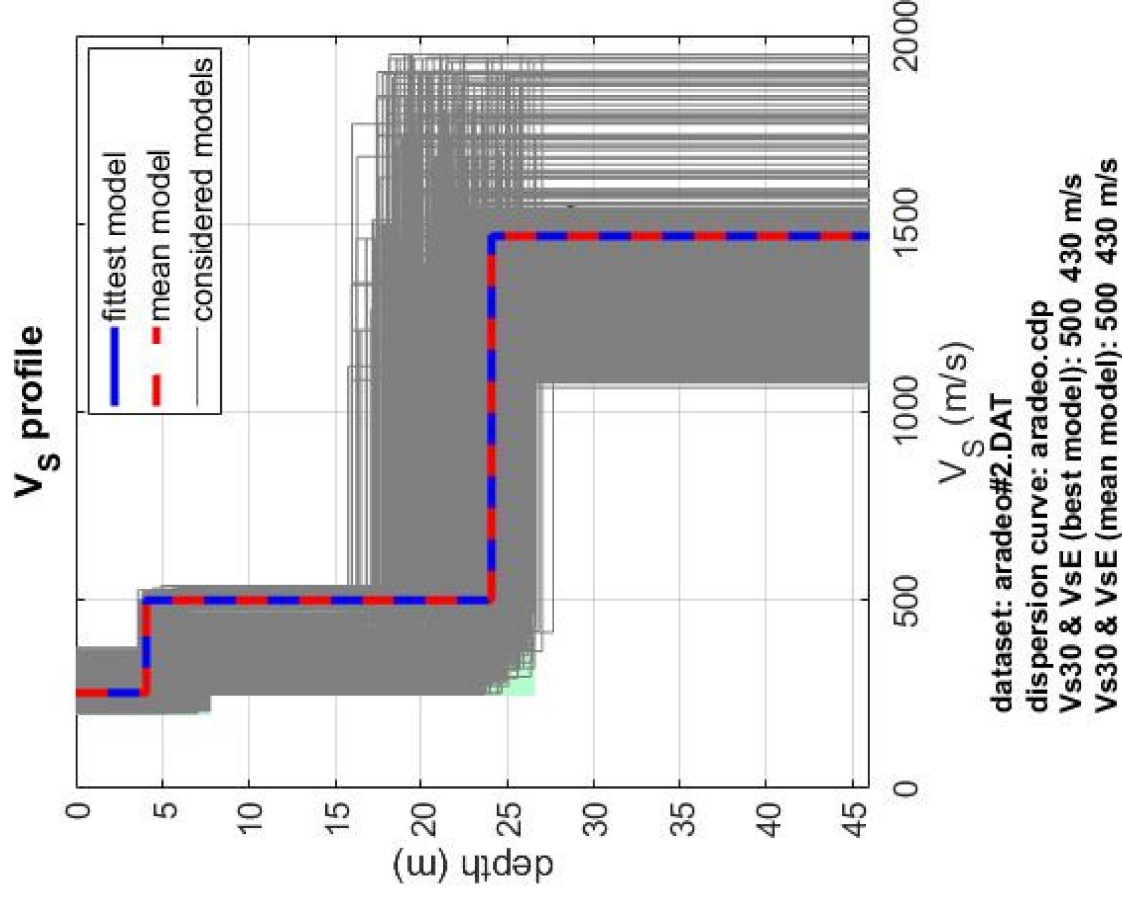 V_S profile
fittest model
mean model
considered models
0
5
10
15
20
25
30
35
40
45
depth (m)
0
500
1000
1500
2000
V_S (m/s)
dataset: aradeo#2.DAT
dispersion curve: aradeo.cdp
Vs30 & VsE (best model): 500 430 m/s
Vs30 & VsE (mean model): 500 430 m/s